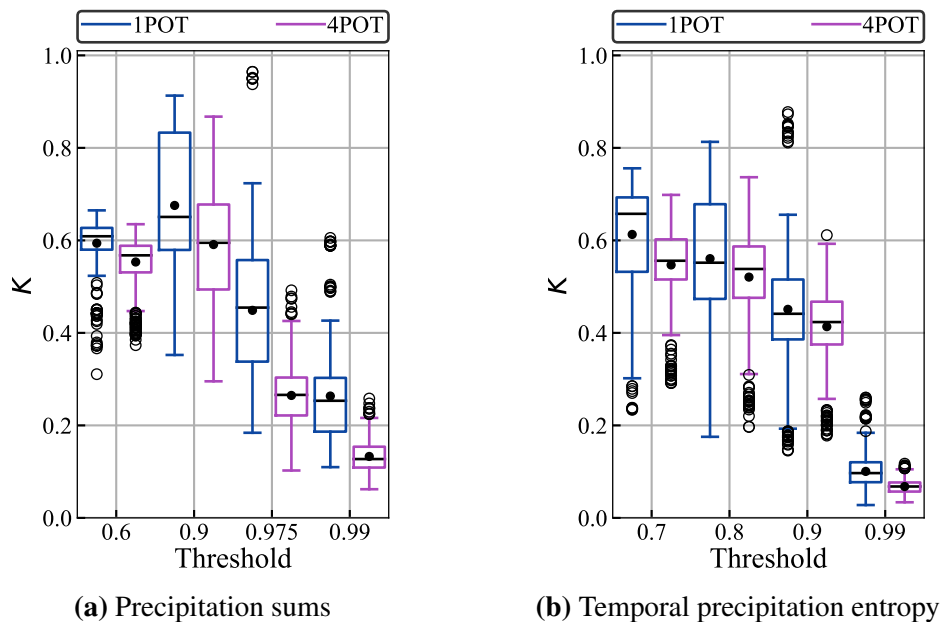 1POT 4POT
1.0
0.8
0.6
0.4
0.2
0.0
K
0.6 0.9 0.975 0.99
Threshold
(a) Precipitation sums
1POT 4POT
1.0
0.8
0.6
0.4
0.2
0.0
K
0.7 0.8 0.9 0.99
Threshold
(b) Temporal precipitation entropy